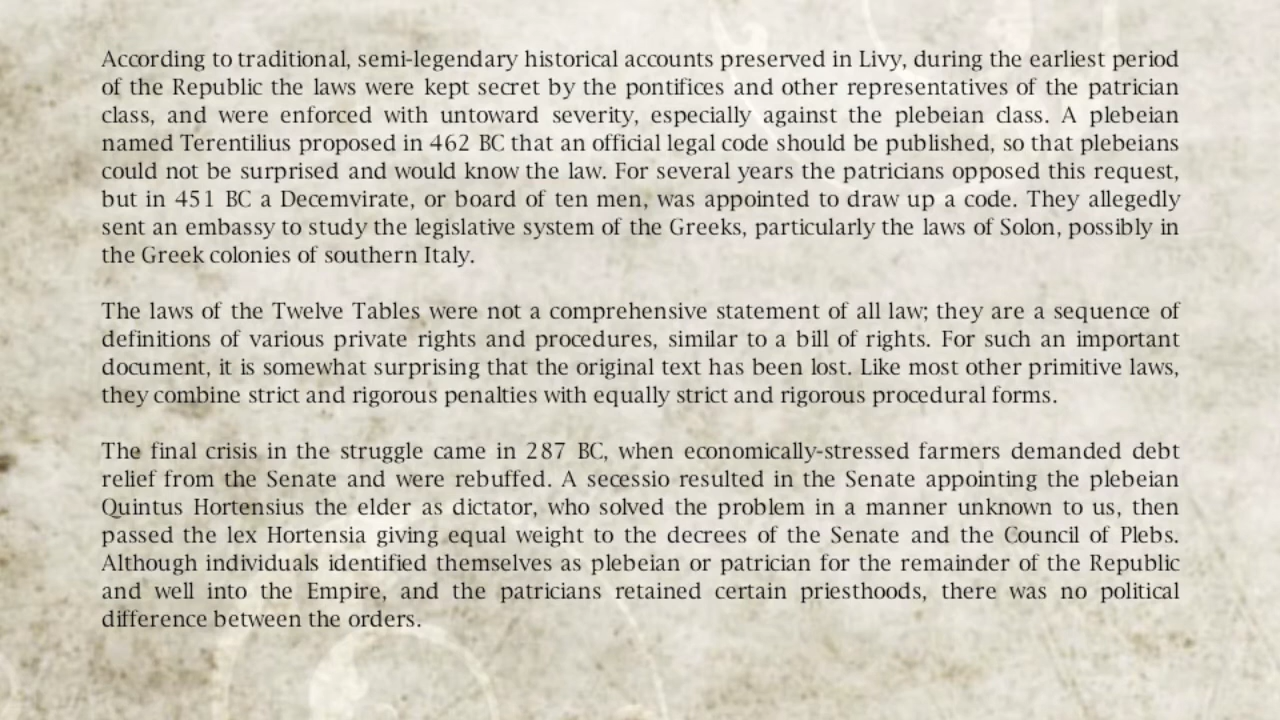 According to traditional, semi-legendary historical accounts preserved in Livy, during the earliest period
of the Republic the laws were kept secret by the pontifices and other representatives of the patrician
class, and were enforced with untoward severity, especially against the plebeian class. A plebeian
named Terentilius proposed in 462 BC that an official legal code should be published, so that plebeians
could not be surprised and would know the law. For several years the patricians opposed this request,
but in 451 BC a Decemvirate, or board of ten men, was appointed to draw up a code. They allegedly
sent an embassy to study the legislative system of the Greeks, particularly the laws of Solon, possibly in
the Greek colonies of southern Italy.

The laws of the Twelve Tables were not a comprehensive statement of all law; they are a sequence of
definitions of various private rights and procedures, similar to a bill of rights. For such an important
document, it is somewhat surprising that the original text has been lost. Like most other primitive laws,
they combine strict and rigorous penalties with equally strict and rigorous procedural forms.

The final crisis in the struggle came in 287 BC, when economically-stressed farmers demanded debt
relief from the Senate and were rebuffed. A secessio resulted in the Senate appointing the plebeian
Quintus Hortensius the elder as dictator, who solved the problem in a manner unknown to us, then
passed the lex Hortensia giving equal weight to the decrees of the Senate and the Council of Plebs.
Although individuals identified themselves as plebeian or patrician for the remainder of the Republic
and well into the Empire, and the patricians retained certain priesthoods, there was no political
difference between the orders.